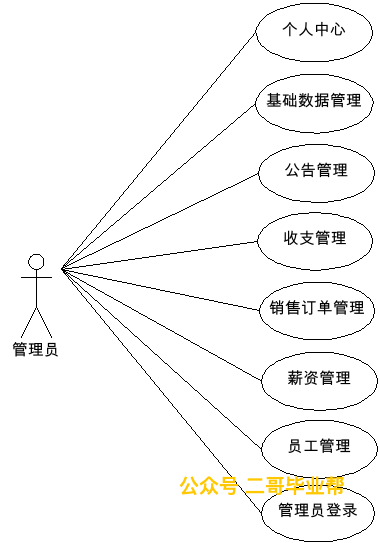 个人中心
基础数据管理
公告管理
收支管理
销售订单管理
薪资管理
员工管理
管理员登录
管理员
公众号 二哥毕业帮